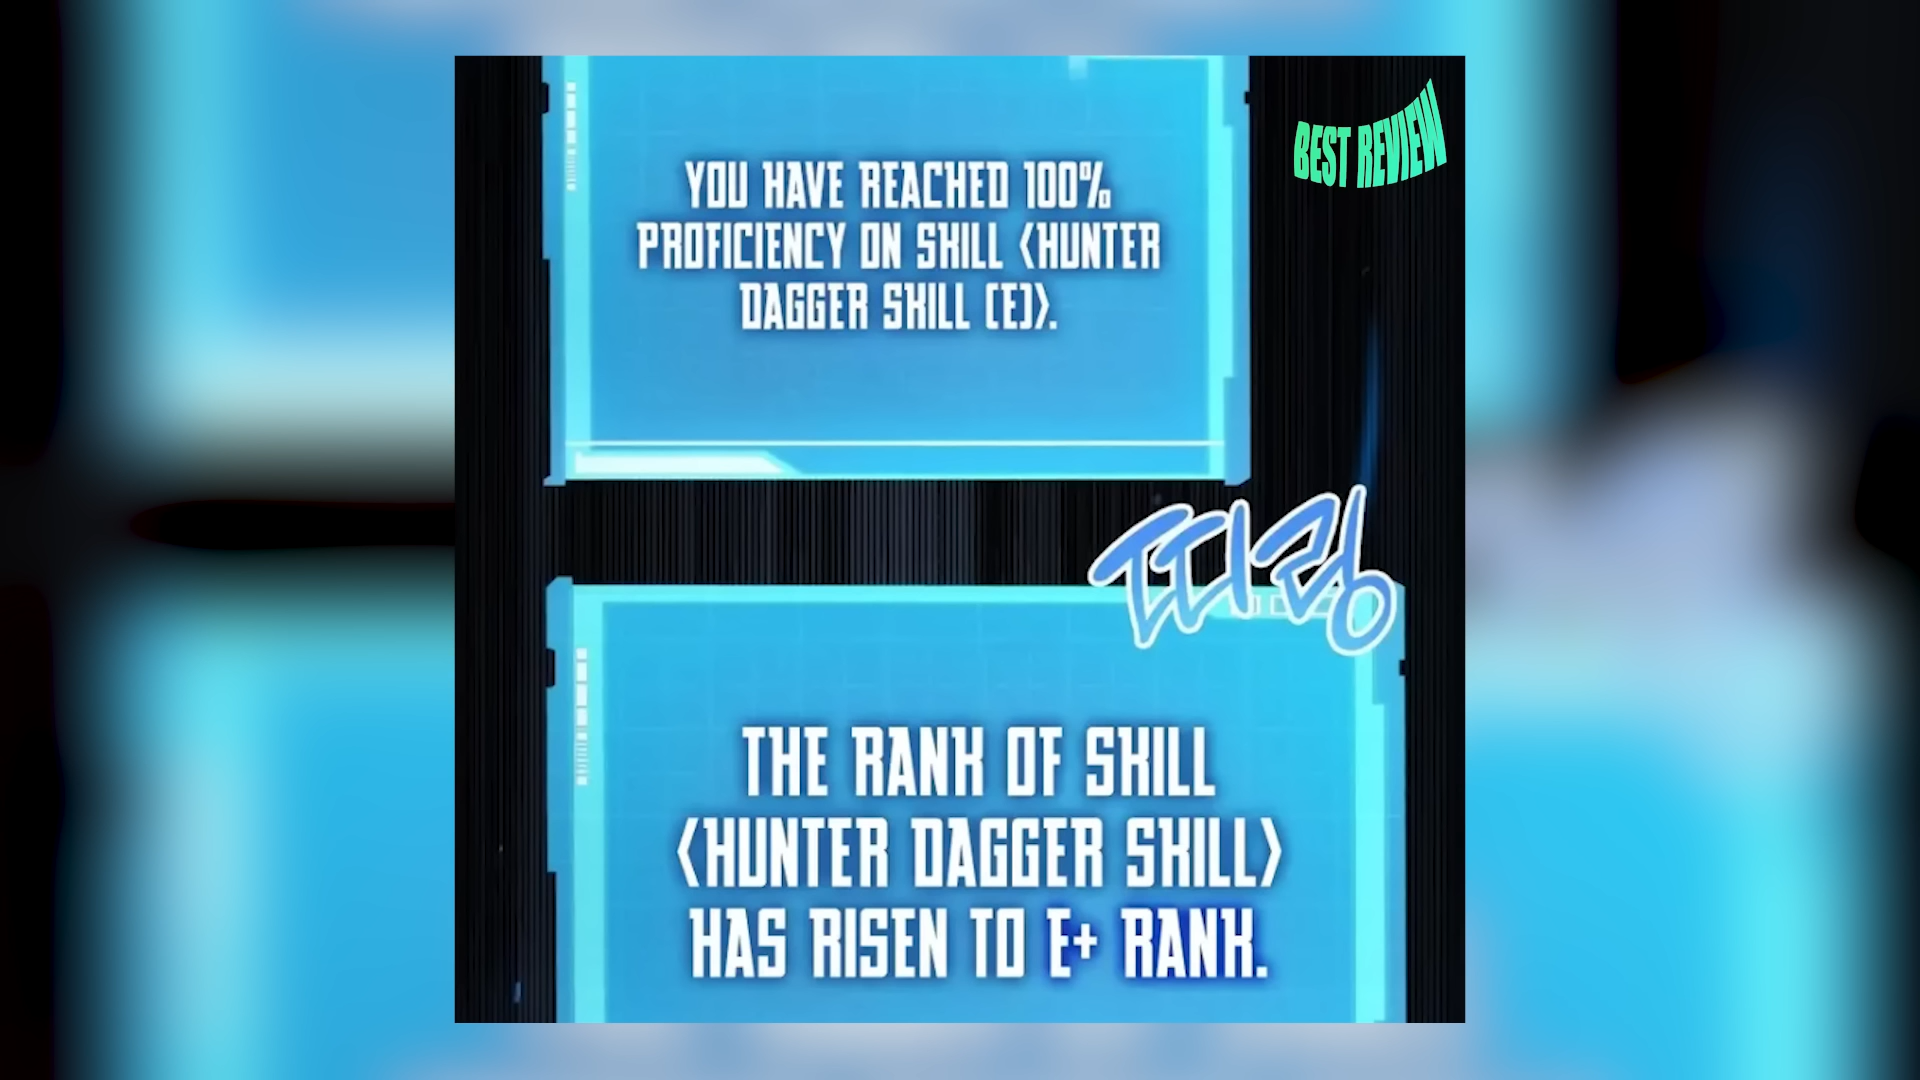 BEST REVIEW
YOU HAVE REACHED 100%
PROFICIENCY ON SKILL <HUNTER
DAGGER SKILL (E)>.
띠링
THE RANK OF SKILL
<HUNTER DAGGER SKILL>
HAS RISEN TO E+ RANK.